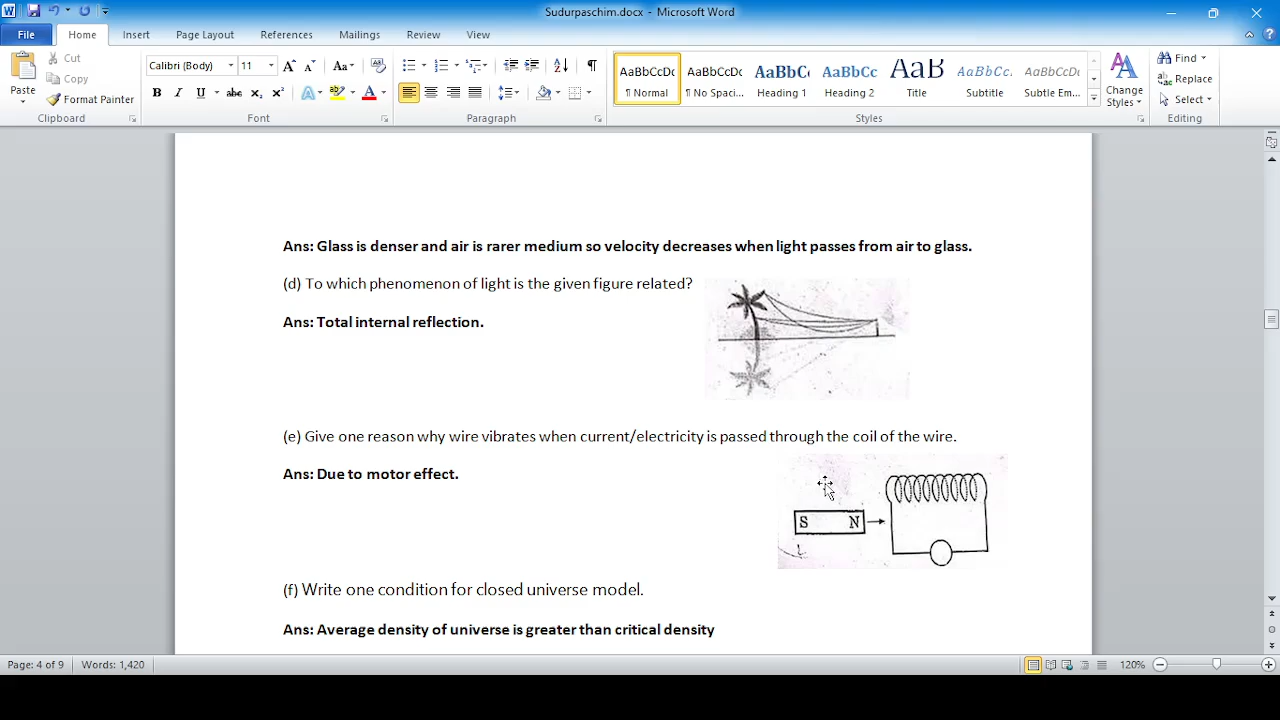 Sudurpaschim.docx - Microsoft Word
File Home Insert Page Layout References Mailings Review View
Cut
Copy
Format Painter
Paste
Calibri (Body) 11
AaBbCcDc AaBbCcDc AaBbCc AaBbCc AaB AaBbCc. AaBbCcDc
¶ Normal ¶ No Spaci... Heading 1 Heading 2 Title Subtitle Subtle Em...
Change Styles
Find
Replace
Select
Clipboard Font Paragraph Styles Editing
Ans: Glass is denser and air is rarer medium so velocity decreases when light passes from air to glass.
(d) To which phenomenon of light is the given figure related?
Ans: Total internal reflection.
(e) Give one reason why wire vibrates when current/electricity is passed through the coil of the wire.
Ans: Due to motor effect.
S N
(f) Write one condition for closed universe model.
Ans: Average density of universe is greater than critical density
Page: 4 of 9 Words: 1,420 120%